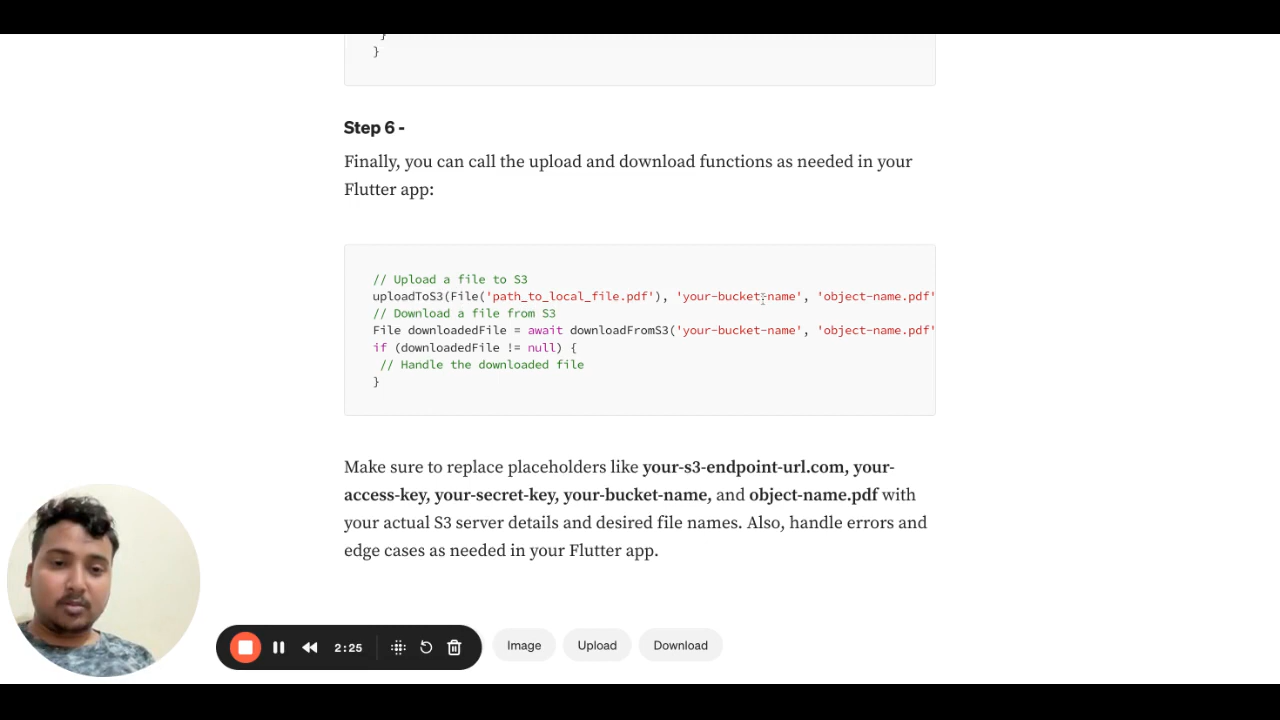 }
}
Step 6 -
Finally, you can call the upload and download functions as needed in your
Flutter app:
// Upload a file to S3
uploadToS3(File('path_to_local_file.pdf'), 'your-bucket-name', 'object-name.pdf'
// Download a file from S3
File downloadedFile = await downloadFromS3('your-bucket-name', 'object-name.pdf'
if (downloadedFile != null) {
// Handle the downloaded file
}
Make sure to replace placeholders like your-s3-endpoint-url.com, your-
access-key, your-secret-key, your-bucket-name, and object-name.pdf with
your actual S3 server details and desired file names. Also, handle errors and
edge cases as needed in your Flutter app.
2:25
Image
Upload
Download